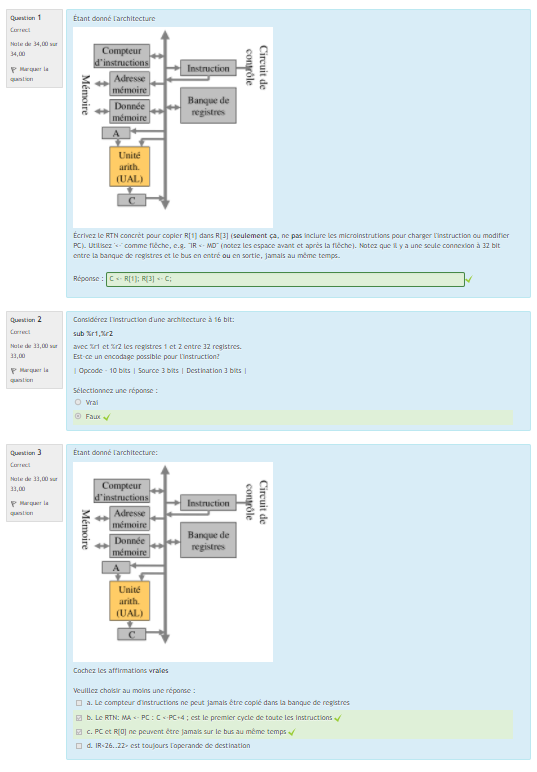 Question 1
Correct
Note de 34,00 sur
34,00
Marquer la
question
Étant donné l'architecture
Compteur
d'instructions
Adresse
mémoire
Donnée
mémoire
Mémoire
A
Unité
arith.
(UAL)
C
Instruction
Banque de
registres
Circuit de
contrôle
Écrivez le RTN concrêt pour copier R[1] dans R[3] (seulement ça, ne pas inclure les microinstrutions pour charger l'instruction ou modifier
PC). Utilisez '<-' comme flêche, e.g. "IR <- MD" (notez les espace avant et après la flêche). Notez que il y a une seule connexion à 32 bit
entre la banque de registres et le bus en entré ou en sortie, jamais au même temps.
Réponse : C <- R[1]; R[3] <- C;
Question 2
Correct
Note de 33,00 sur
33,00
Marquer la
question
Considérez l'instruction d'une architecture à 16 bit:
sub %r1,%r2
avec %r1 et %r2 les registres 1 et 2 entre 32 registres.
Est-ce un encodage possible pour l'instruction?
| Opcode - 10 bits | Source 3 bits | Destination 3 bits |
Sélectionnez une réponse :
Vrai
Faux
Question 3
Correct
Note de 33,00 sur
33,00
Marquer la
question
Étant donné l'architecture:
Compteur
d'instructions
Adresse
mémoire
Donnée
mémoire
Mémoire
A
Unité
arith.
(UAL)
C
Instruction
Banque de
registres
Circuit de
contrôle
Cochez les affirmations vraies
Veuillez choisir au moins une réponse :
a. Le compteur d'instructions ne peut jamais être copié dans la banque de registres
b. Le RTN: MA <- PC : C <-PC+4 ; est le premier cycle de toute les instructions
c. PC et R[0] ne peuvent être jamais sur le bus au même temps
d. IR<26..22> est toujours l'operande de destination